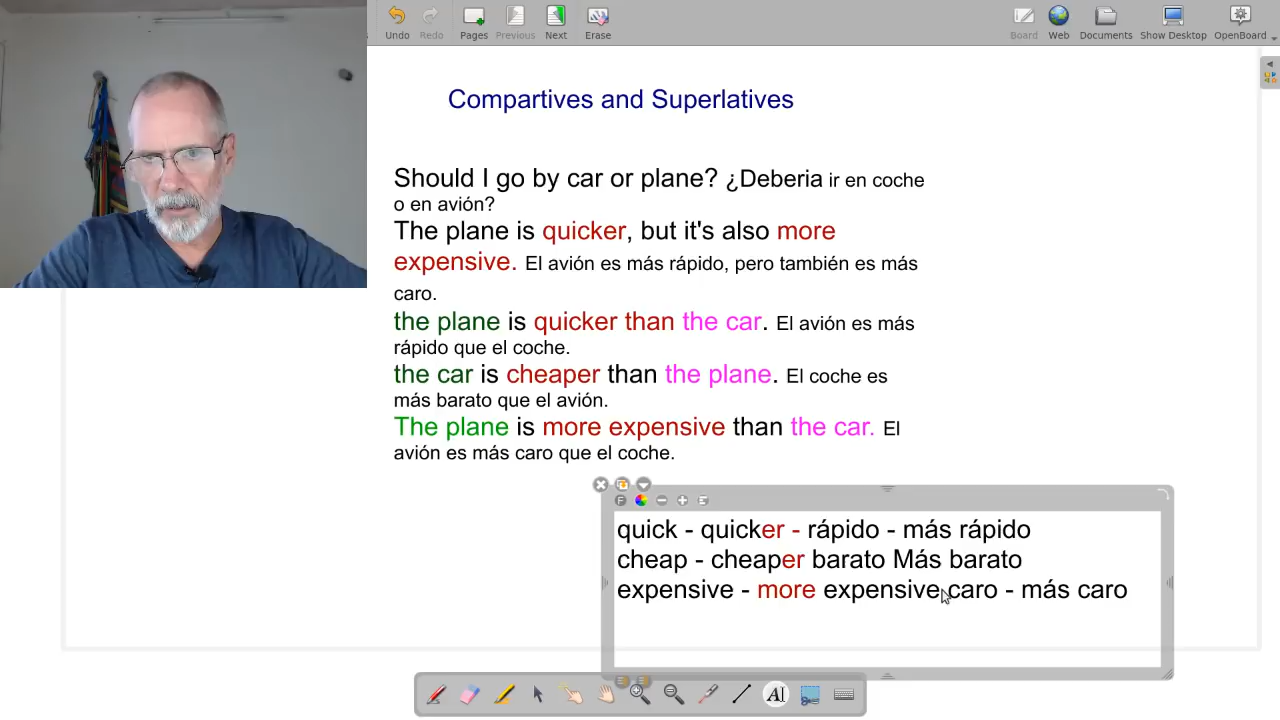 Undo Redo Pages Previous Next Erase Board Web Documents Show Desktop OpenBoard
Compartives and Superlatives
Should I go by car or plane? ¿Deberia ir en coche
o en avión?
The plane is quicker, but it's also more
expensive. El avión es más rápido, pero también es más
caro.
the plane is quicker than the car. El avión es más
rápido que el coche.
the car is cheaper than the plane. El coche es
más barato que el avión.
The plane is more expensive than the car. El
avión es más caro que el coche.
quick - quicker - rápido - más rápido
cheap - cheaper barato Más barato
expensive - more expensive caro - más caro